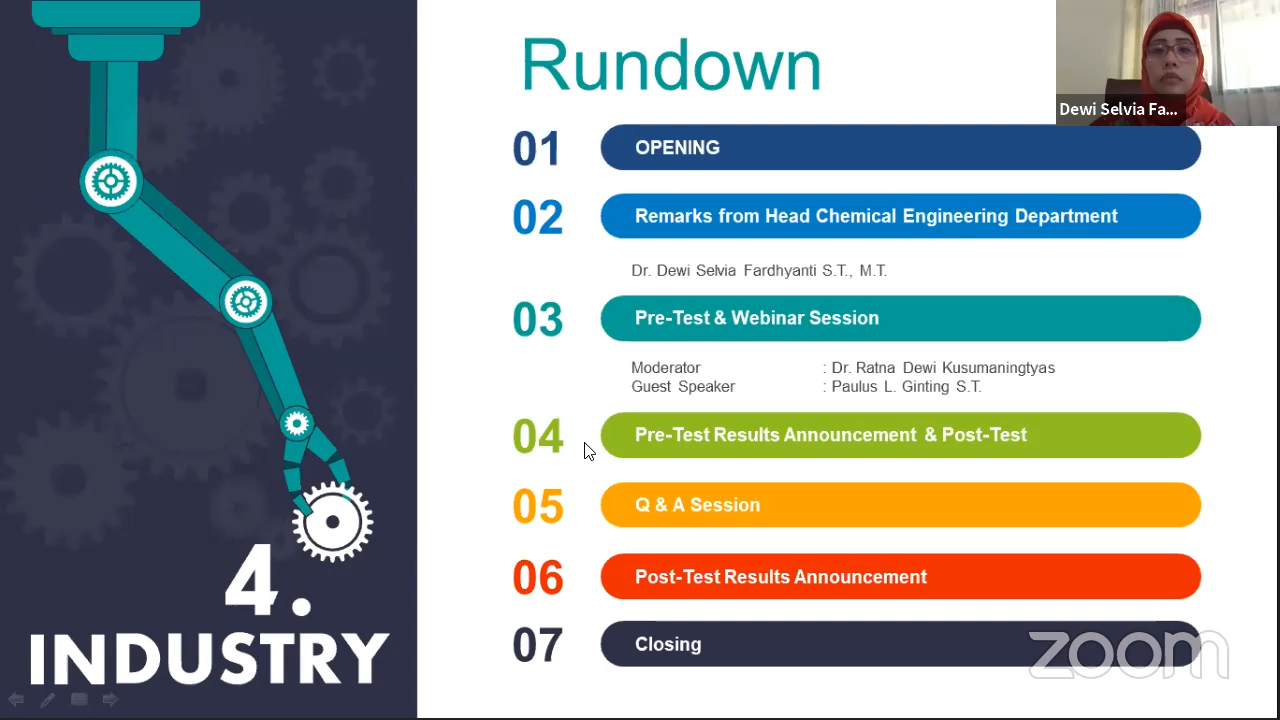 Rundown
Dewi Selvia Fa...
01 OPENING
02 Remarks from Head Chemical Engineering Department
Dr. Dewi Selvia Fardhyanti S.T., M.T.
03 Pre-Test & Webinar Session
Moderator : Dr. Ratna Dewi Kusumaningtyas
Guest Speaker : Paulus L. Ginting S.T.
04 Pre-Test Results Announcement & Post-Test
05 Q & A Session
06 Post-Test Results Announcement
07 Closing
4.
INDUSTRY
zoom